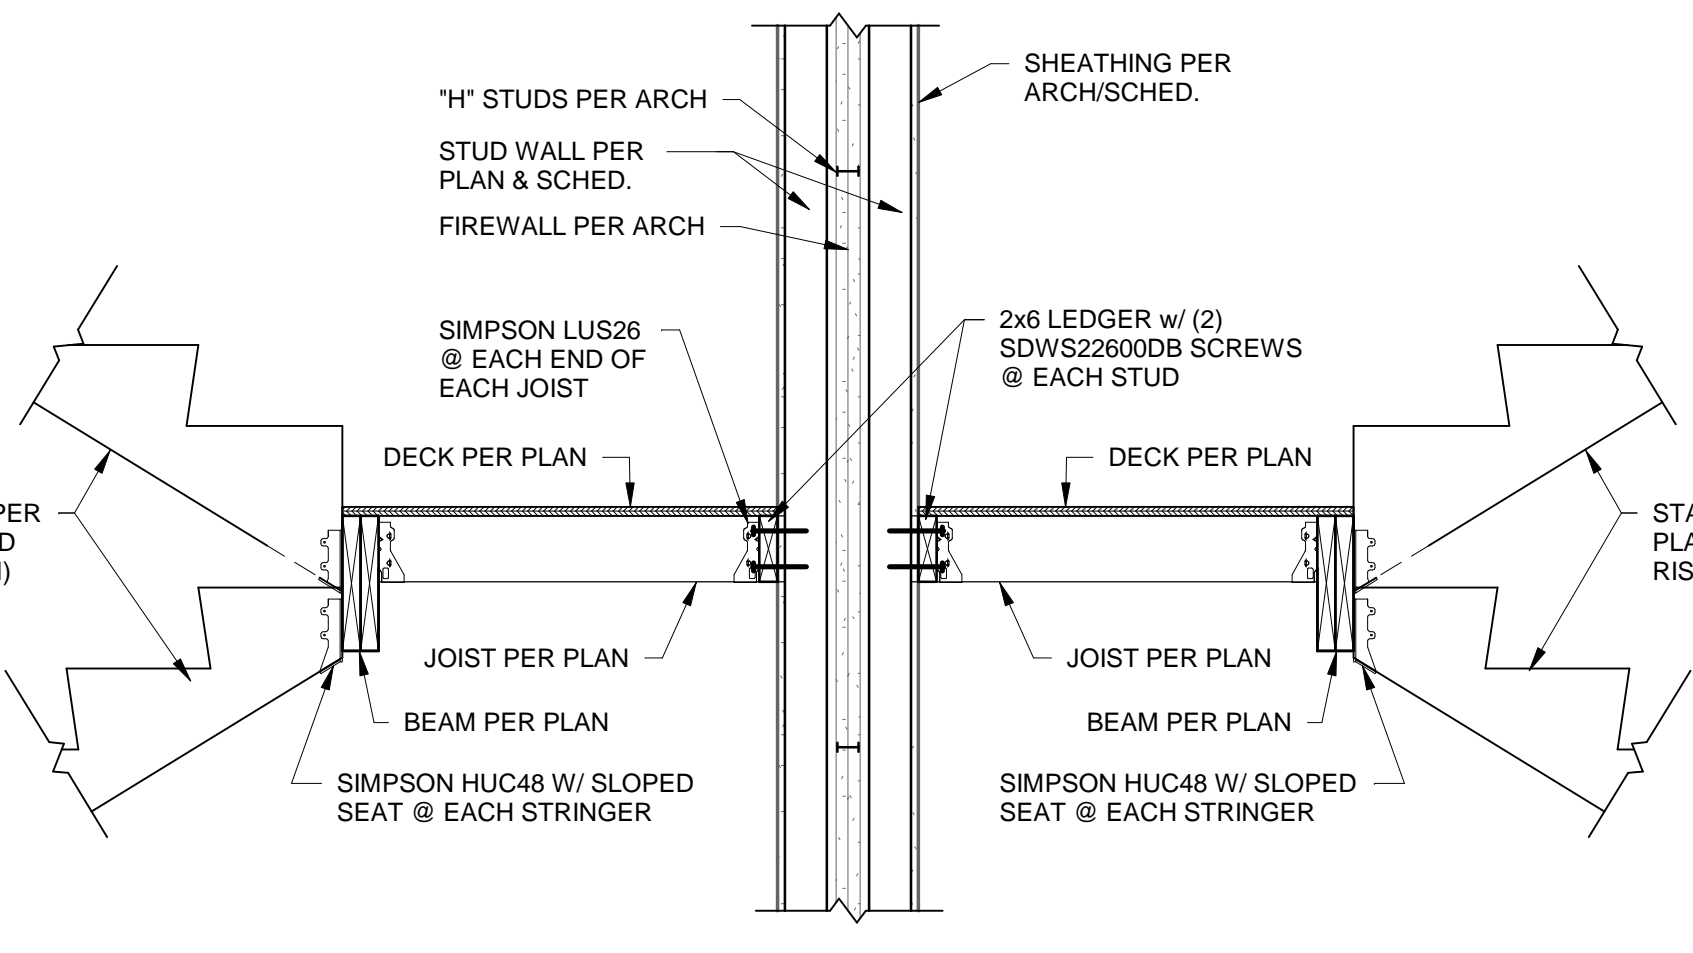 SHEATHING PER
ARCH/SCHED.
"H" STUDS PER ARCH
STUD WALL PER
PLAN & SCHED.
FIREWALL PER ARCH
SIMPSON LUS26
@ EACH END OF
EACH JOIST
2x6 LEDGER w/ (2)
SDWS22600DB SCREWS
@ EACH STUD
DECK PER PLAN
DECK PER PLAN
PER
STA
PLA
RIS
JOIST PER PLAN
JOIST PER PLAN
BEAM PER PLAN
BEAM PER PLAN
SIMPSON HUC48 W/ SLOPED
SEAT @ EACH STRINGER
SIMPSON HUC48 W/ SLOPED
SEAT @ EACH STRINGER